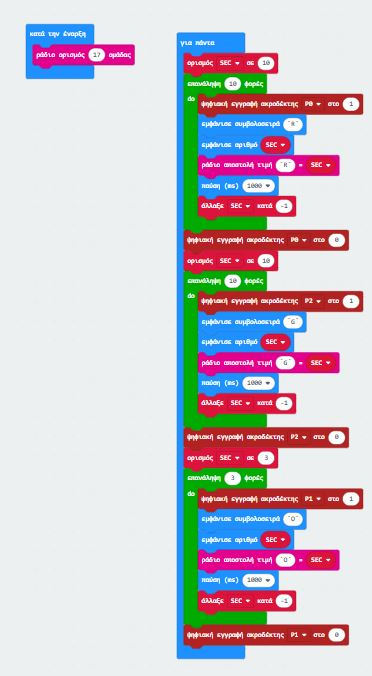 κατά την έναρξη
ράδιο ορισμός 17 ομάδας
για πάντα
ορισμός SEC σε 10
επανάληψη 10 φορές
do
ψηφιακή εγγραφή ακροδέκτης P0 στο 1
εμφάνισε συμβολοσειρά "R"
εμφάνισε αριθμό SEC
ράδιο αποστολή τιμή "R" = SEC
παύση (ms) 1000
άλλαξε SEC κατά -1
ψηφιακή εγγραφή ακροδέκτης P0 στο 0
ορισμός SEC σε 10
επανάληψη 10 φορές
do
ψηφιακή εγγραφή ακροδέκτης P2 στο 1
εμφάνισε συμβολοσειρά "G"
εμφάνισε αριθμό SEC
ράδιο αποστολή τιμή "G" = SEC
παύση (ms) 1000
άλλαξε SEC κατά -1
ψηφιακή εγγραφή ακροδέκτης P2 στο 0
ορισμός SEC σε 3
επανάληψη 3 φορές
do
ψηφιακή εγγραφή ακροδέκτης P1 στο 1
εμφάνισε συμβολοσειρά "O"
εμφάνισε αριθμό SEC
ράδιο αποστολή τιμή "O" = SEC
παύση (ms) 1000
άλλαξε SEC κατά -1
ψηφιακή εγγραφή ακροδέκτης P1 στο 0